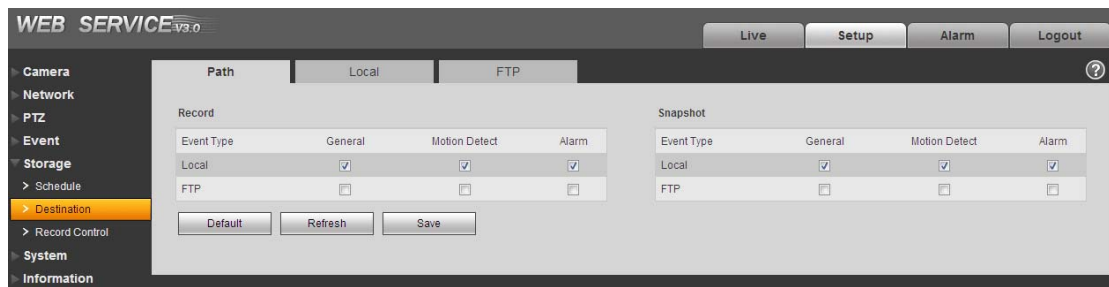 WEB SERVICE V3.0
Live Setup Alarm Logout
Camera
Network
PTZ
Event
Storage
> Schedule
> Destination
> Record Control
System
Information
Path Local FTP
?
Record
Event Type General Motion Detect Alarm
Local
FTP
Default Refresh Save
Snapshot
Event Type General Motion Detect Alarm
Local
FTP